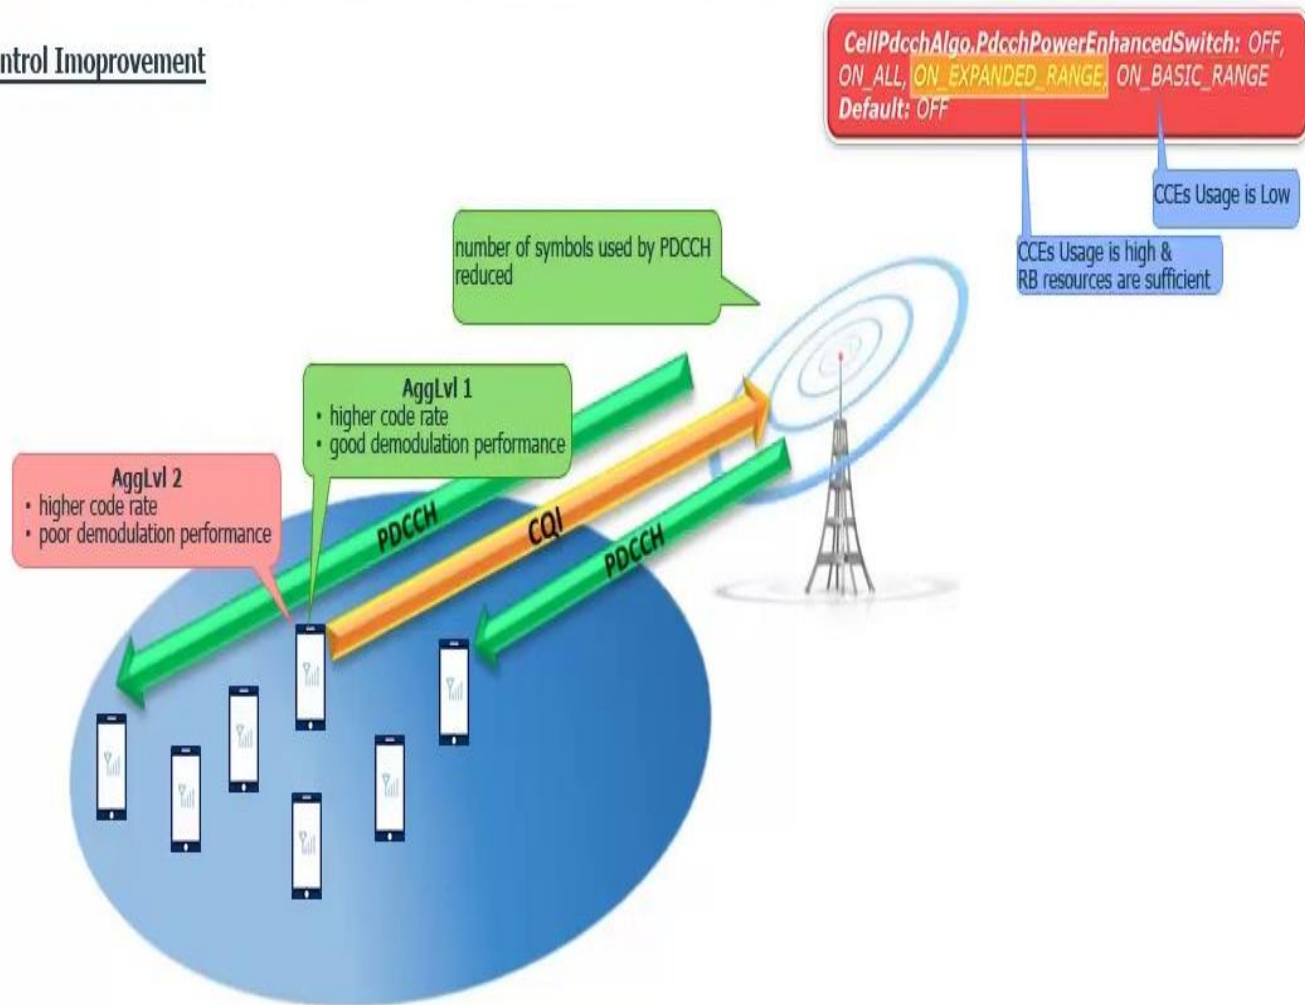 ntrol Imoprovement
CellPdcchAlgo.PdcchPowerEnhancedSwitch: OFF,
ON_ALL, ON_EXPANDED_RANGE, ON_BASIC_RANGE
Default: OFF
CCEs Usage is Low
CCEs Usage is high &
RB resources are sufficient
number of symbols used by PDCCH
reduced
AggLvl 1
• higher code rate
• good demodulation performance
AggLvl 2
• higher code rate
• poor demodulation performance
PDCCH
CQI
PDCCH